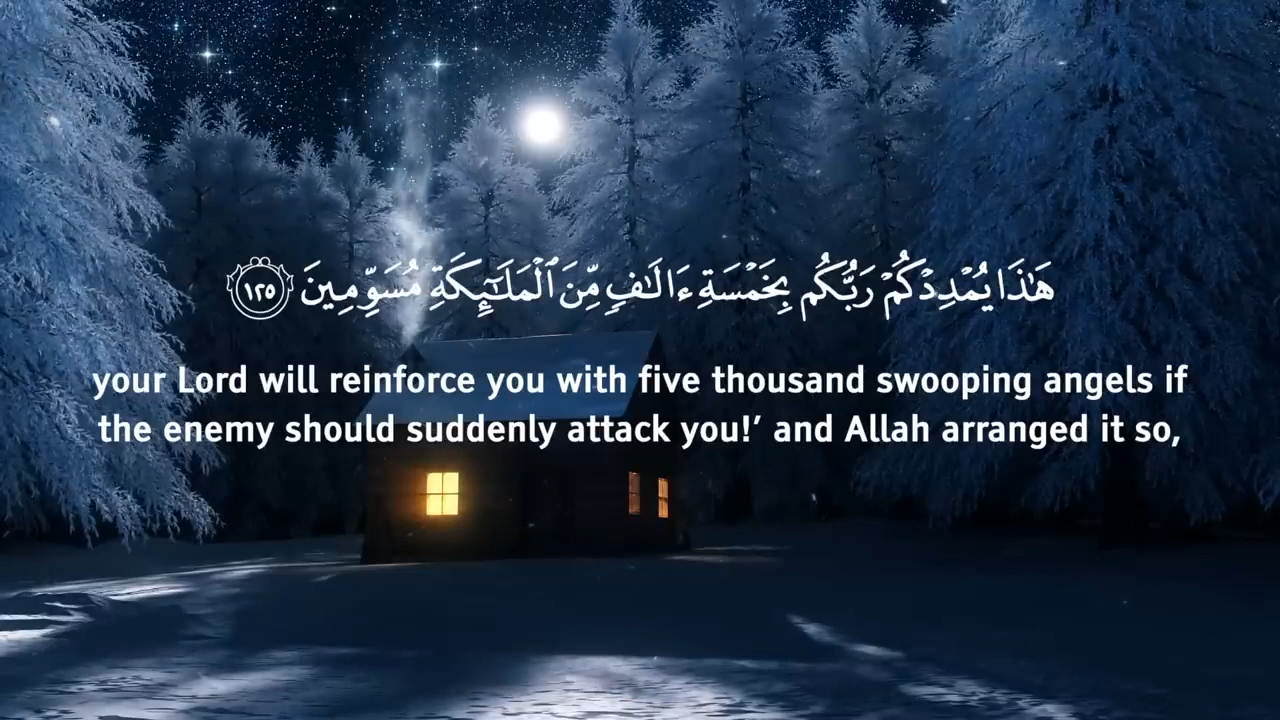 هَـٰذَا يُمْدِدْكُمْ رَبُّكُم بِخَمْسَةِ ءَالَـٰفٍ مِّنَ ٱلْمَلَـٰٓئِكَةِ مُسَوِّمِينَ ١٢٥
your Lord will reinforce you with five thousand swooping angels if
the enemy should suddenly attack you!’ and Allah arranged it so,